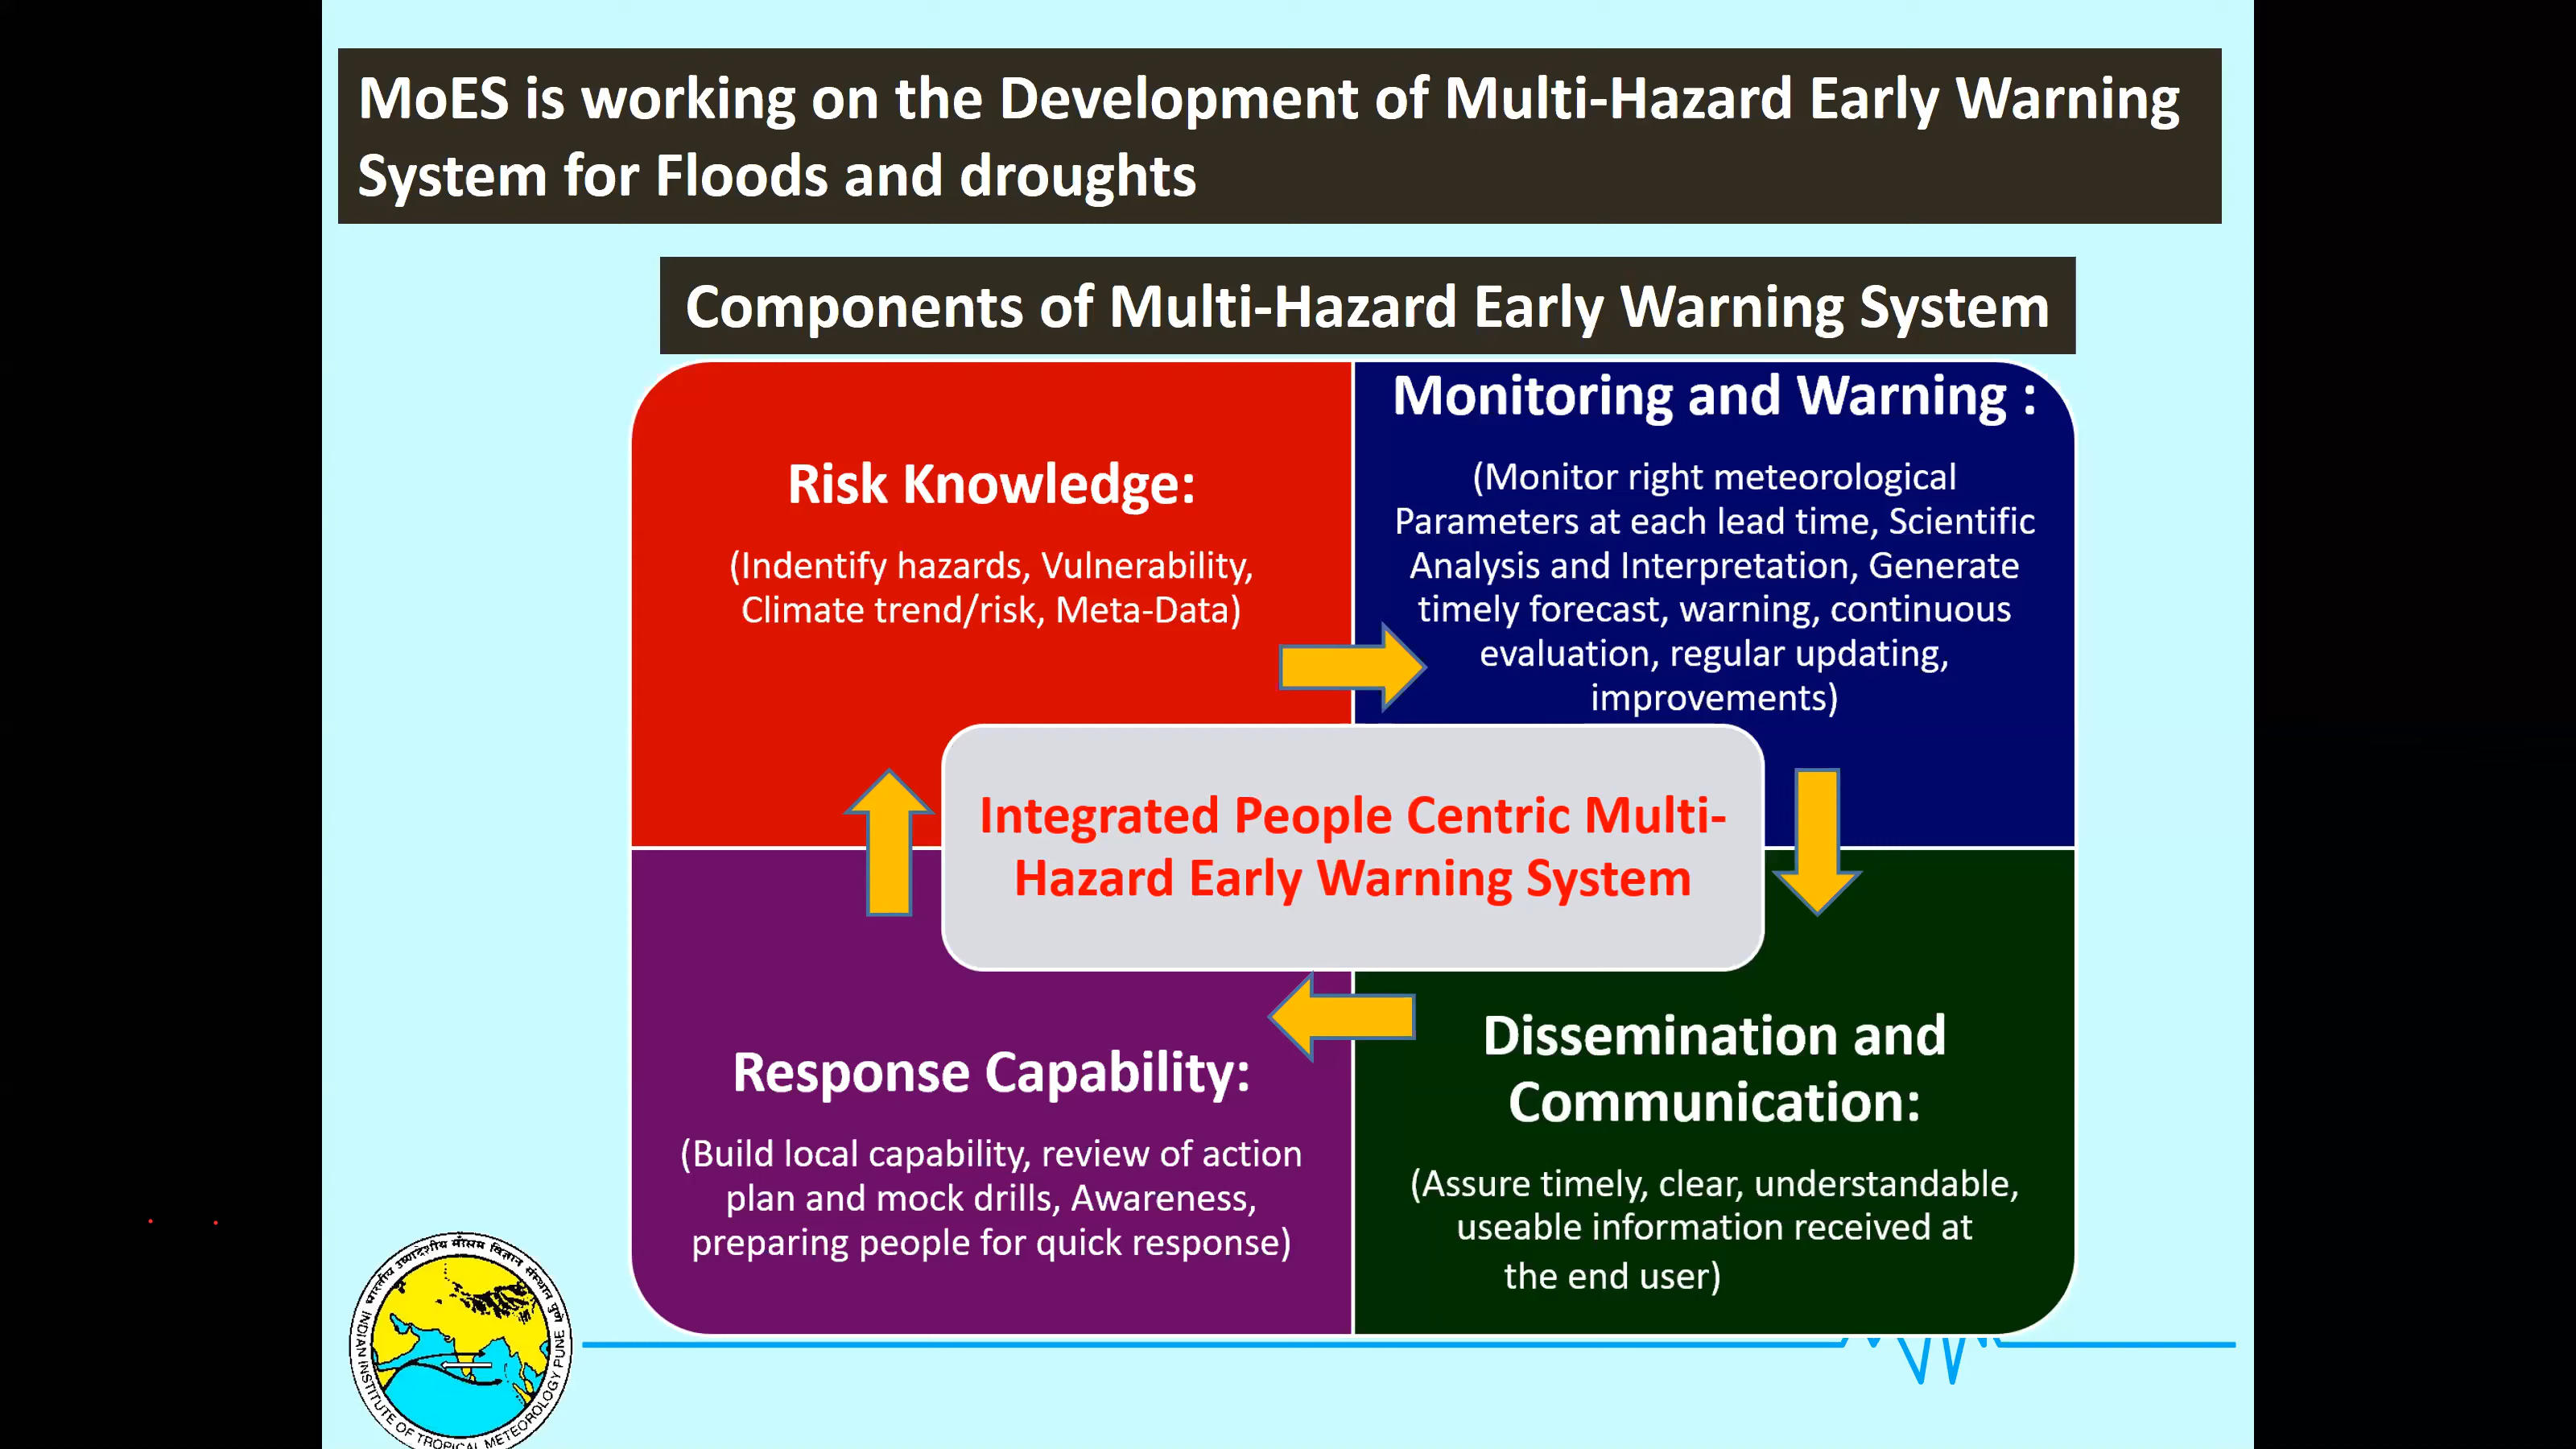 MoES is working on the Development of Multi-Hazard Early Warning
System for Floods and droughts
Components of Multi-Hazard Early Warning System
Risk Knowledge:
(Indentify hazards, Vulnerability,
Climate trend/risk, Meta-Data)
Monitoring and Warning :
(Monitor right meteorological
Parameters at each lead time, Scientific
Analysis and Interpretation, Generate
timely forecast, warning, continuous
evaluation, regular updating,
improvements)
Integrated People Centric Multi-
Hazard Early Warning System
Response Capability:
(Build local capability, review of action
plan and mock drills, Awareness,
preparing people for quick response)
Dissemination and
Communication:
(Assure timely, clear, understandable,
useable information received at
the end user)
भारतीय उष्णदेशीय मौसम विज्ञान संस्थान पुणे
INDIAN INSTITUTE OF TROPICAL METEOROLOGY PUNE